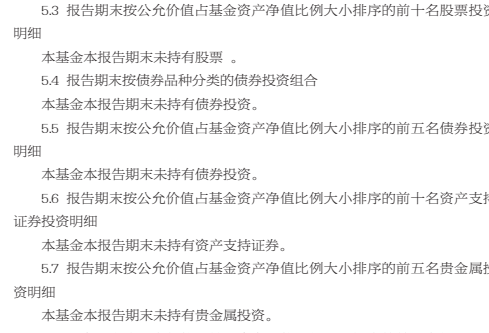 5.3 报告期末按公允价值占基金资产净值比例大小排序的前十名股票投资
明细
本基金本报告期末未持有股票 。
5.4 报告期末按债券品种分类的债券投资组合
本基金本报告期末未持有债券投资。
5.5 报告期末按公允价值占基金资产净值比例大小排序的前五名债券投资
明细
本基金本报告期末未持有债券投资。
5.6 报告期末按公允价值占基金资产净值比例大小排序的前十名资产支持
证券投资明细
本基金本报告期末未持有资产支持证券。
5.7 报告期末按公允价值占基金资产净值比例大小排序的前五名贵金属投
资明细
本基金本报告期末未持有贵金属投资。